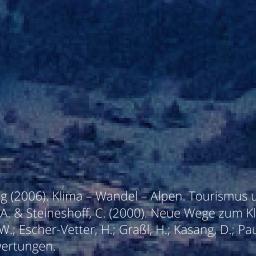 g (2006). Klima – Wandel – Alpen. Tourismus u
A. & Steineshoff, C. (2000). Neue Wege zum Kl
W.; Escher-Vetter, H.; Graßl, H.; Kasang, D.; Pau
ertungen.